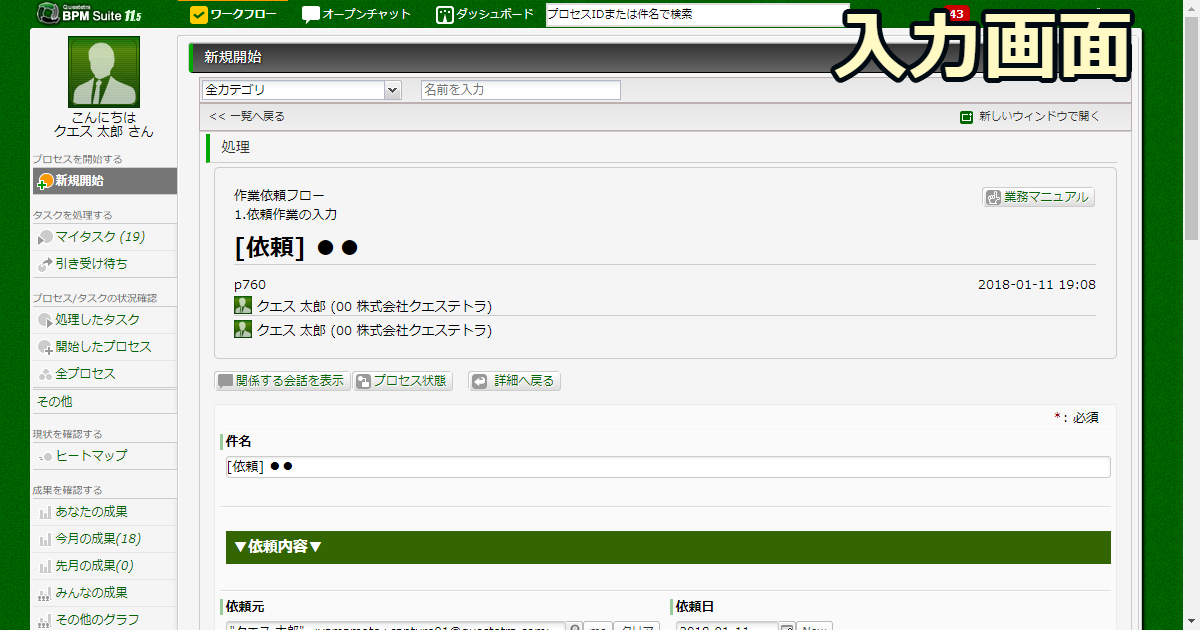 Questetra
BPM Suite 11.5
ワークフロー
オープンチャット
ダッシュボード
プロセスIDまたは件名で検索
43
入力画面
こんにちは
クエス 太郎 さん
プロセスを開始する
新規開始
タスクを処理する
マイタスク (19)
引き受け待ち
プロセス/タスクの状況確認
処理したタスク
開始したプロセス
全プロセス
その他
現状を確認する
ヒートマップ
成果を確認する
あなたの成果
今月の成果(18)
先月の成果(0)
みんなの成果
その他のグラフ
新規開始
全カテゴリ
名前を入力
<< 一覧へ戻る
新しいウィンドウで開く
処理
作業依頼フロー
業務マニュアル
1.依頼作業の入力
[依頼] ●●
p760
2018-01-11 19:08
クエス 太郎 (00 株式会社クエステトラ)
クエス 太郎 (00 株式会社クエステトラ)
関係する会話を表示
プロセス状態
詳細へ戻る
*: 必須
件名
[依頼] ●●
▼依頼内容▼
依頼元
依頼日
クリア
2018-01-11
Now